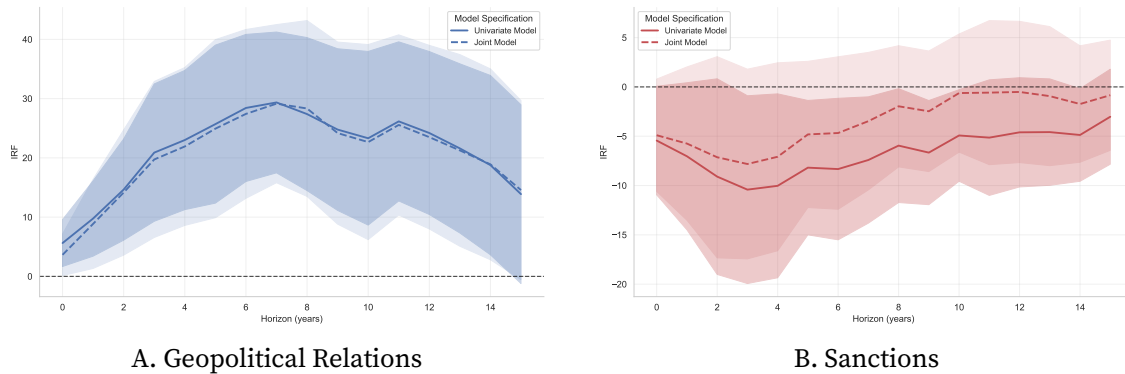 Model Specification
Univariate Model
Joint Model
40
30
20
10
0
IRF
0 2 4 6 8 10 12 14
Horizon (years)
A. Geopolitical Relations
Model Specification
Univariate Model
Joint Model
5
0
−5
−10
−15
−20
IRF
0 2 4 6 8 10 12 14
Horizon (years)
B. Sanctions